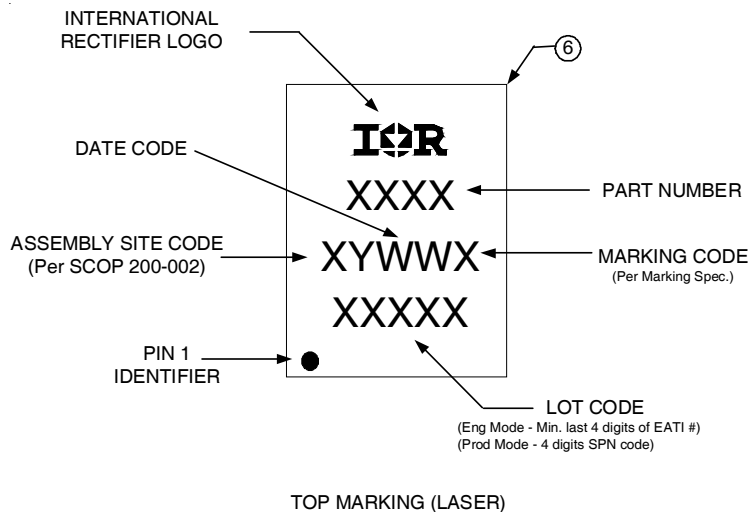 INTERNATIONAL
RECTIFIER LOGO
6
IOR
DATE CODE
XXXX
PART NUMBER
ASSEMBLY SITE CODE
(Per SCOP 200-002)
XYWWX
MARKING CODE
(Per Marking Spec.)
XXXXX
PIN 1
IDENTIFIER
LOT CODE
(Eng Mode - Min. last 4 digits of EATI #)
(Prod Mode - 4 digits SPN code)
TOP MARKING (LASER)